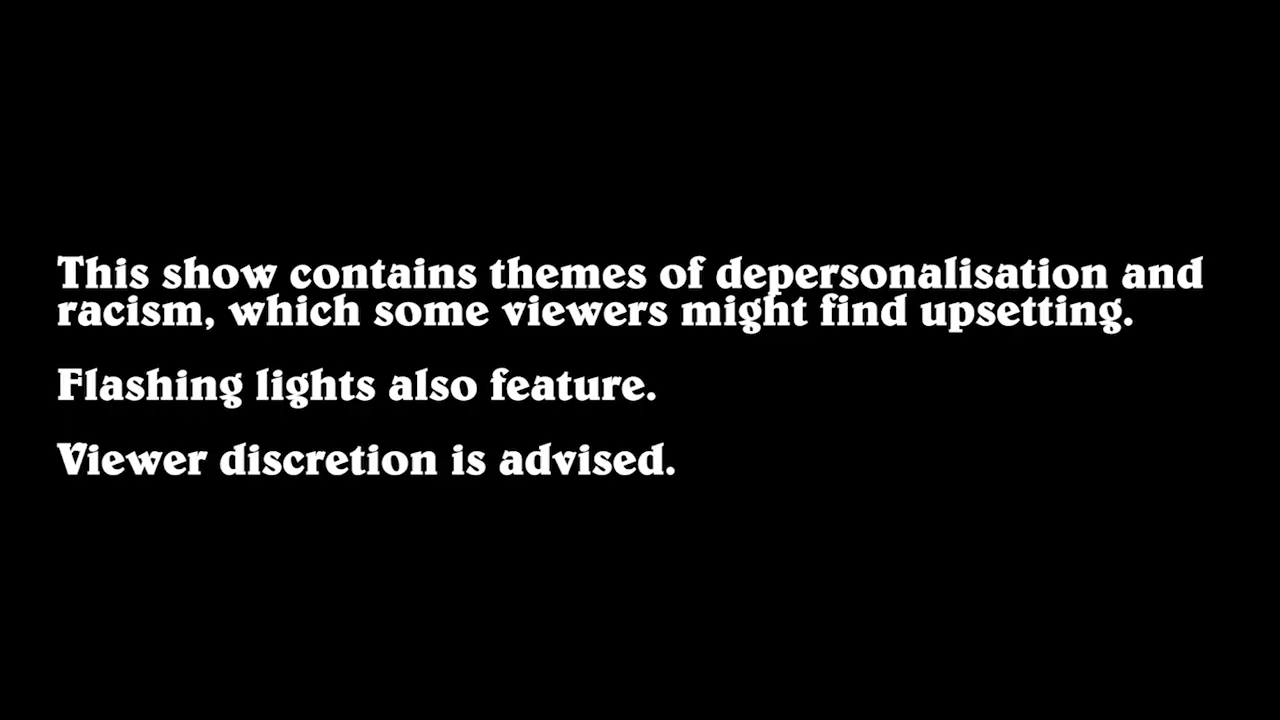 This show contains themes of depersonalisation and
racism, which some viewers might find upsetting.
Flashing lights also feature.
Viewer discretion is advised.